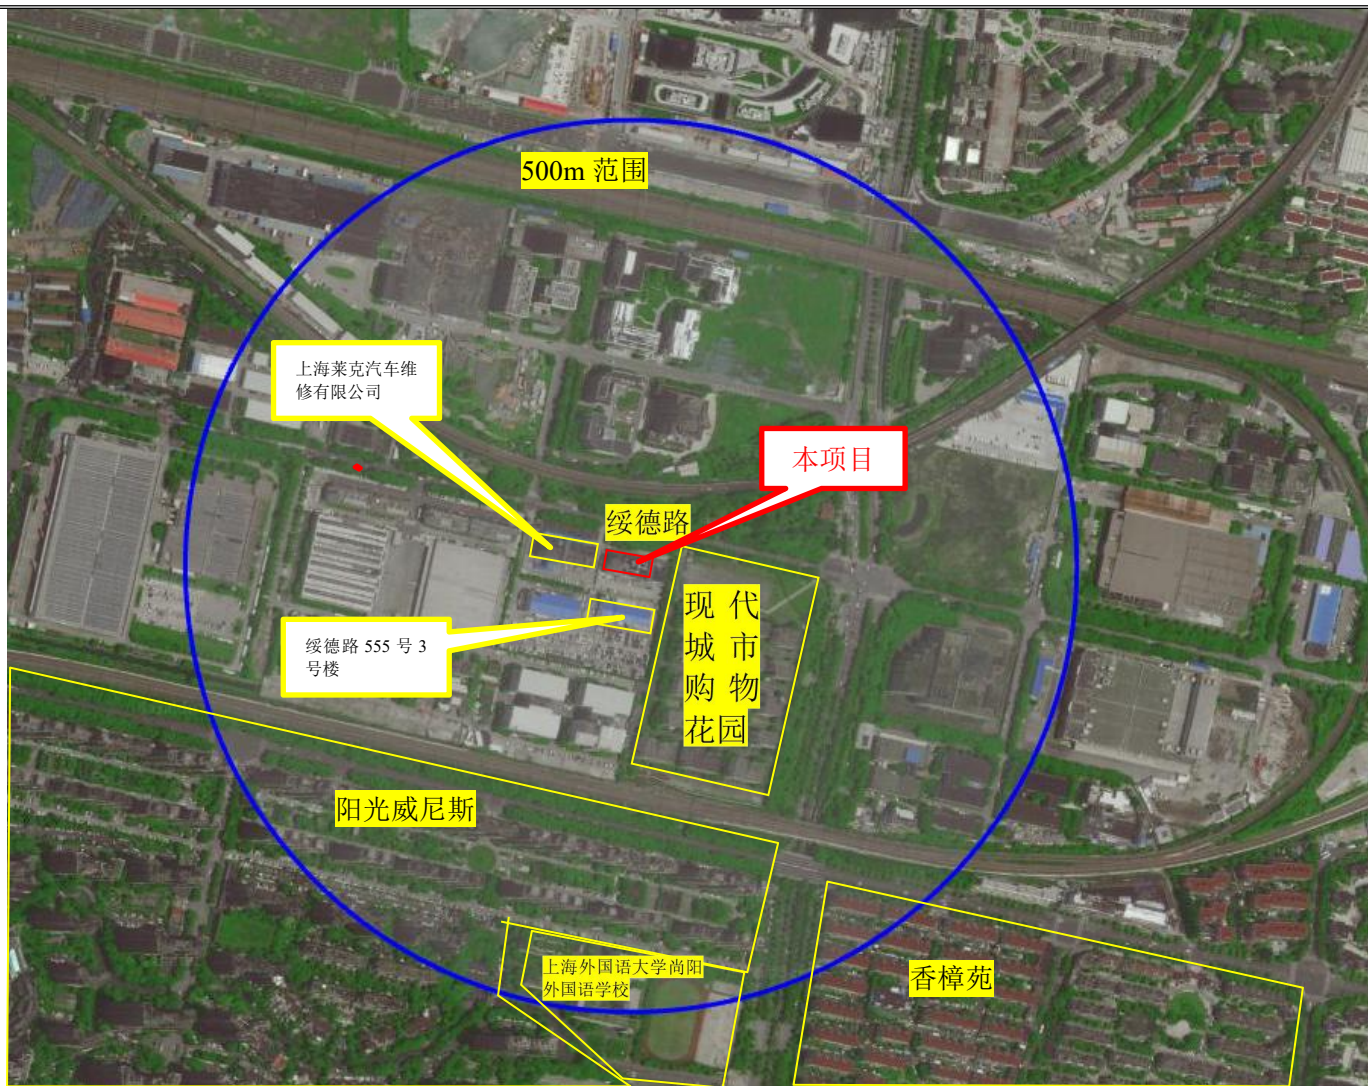 500m 范围
上海莱克汽车维
修有限公司
本项目
绥德路
现 代
城 市
购 物
花园
绥德路 555 号 3
号楼
阳光威尼斯
上海外国语大学尚阳
外国语学校
香樟苑